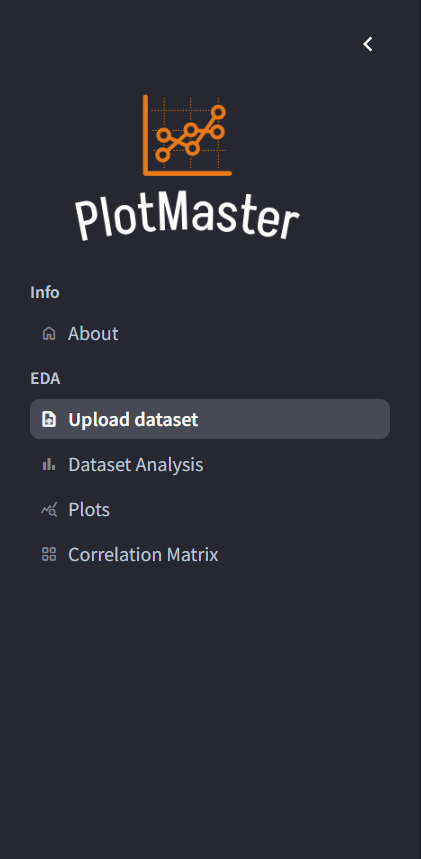 PlotMaster
Info
About
EDA
Upload dataset
Dataset Analysis
Plots
Correlation Matrix